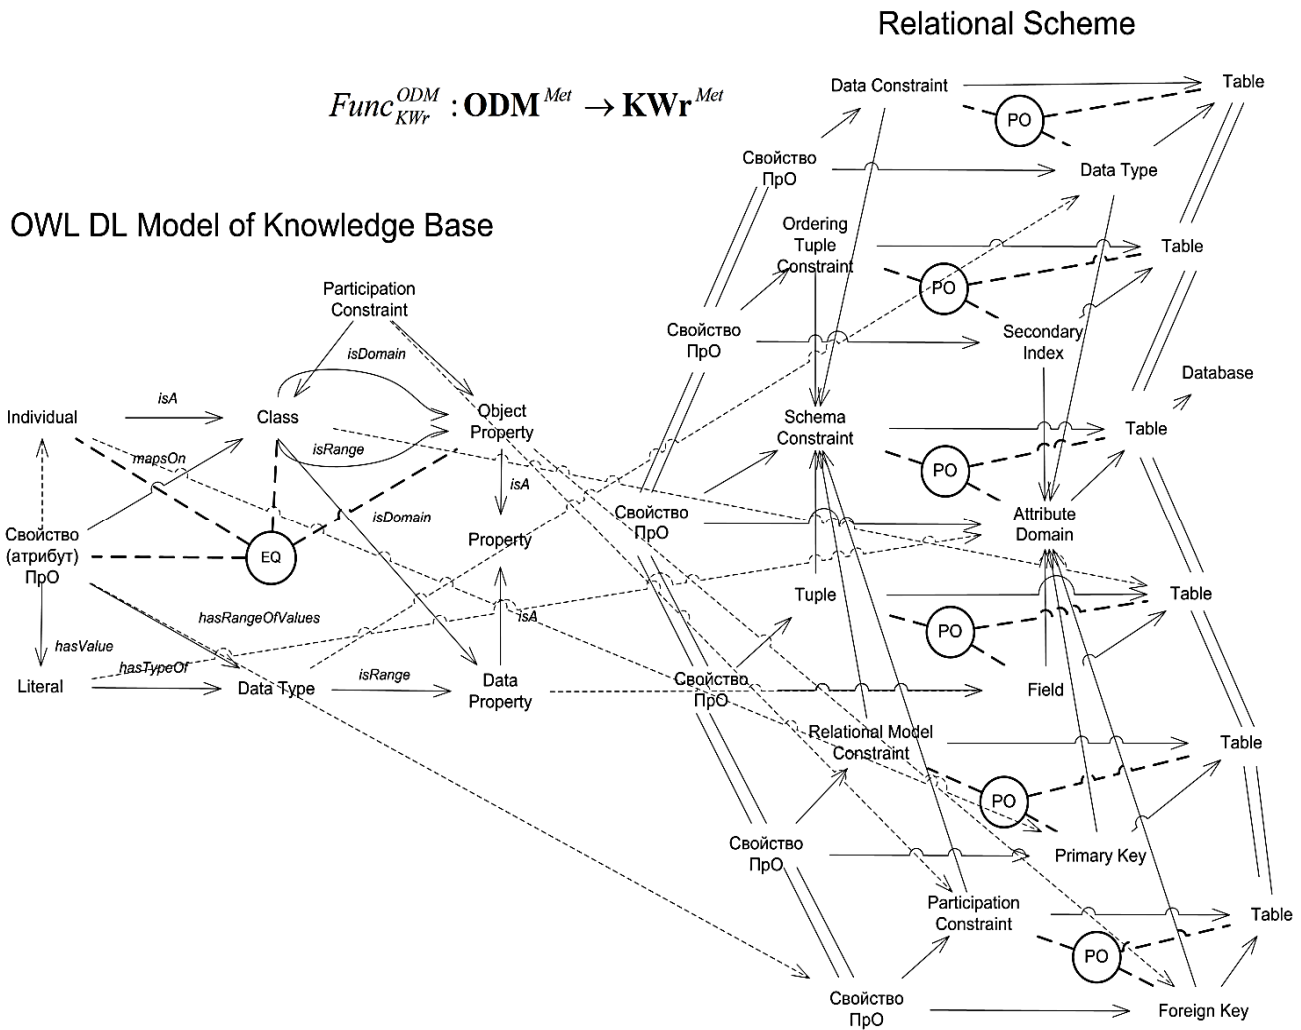 Relational Scheme
Func_{KWr}^{ODM} : ODM^{Met} → KWr^{Met}
Data Constraint
Table
PO
Свойство
ПрО
Data Type
OWL DL Model of Knowledge Base
Ordering
Tuple
Constraint
Table
PO
Participation
Constraint
Свойство
ПрО
Secondary
Index
isDomain
Database
isA
Individual
Class
Object
Property
Schema
Constraint
Table
mapsOn
isRange
PO
isA
isDomain
Свойство
ПрО
Attribute
Domain
Свойство
(атрибут)
ПрО
EQ
Property
Tuple
Table
hasRangeOfValues
isA
PO
hasValue
hasTypeOf
isRange
Literal
Data Type
Data
Property
Свойство
ПрО
Field
Relational Model
Constraint
Table
PO
Свойство
ПрО
Primary Key
Participation
Constraint
Table
PO
Свойство
ПрО
Foreign Key